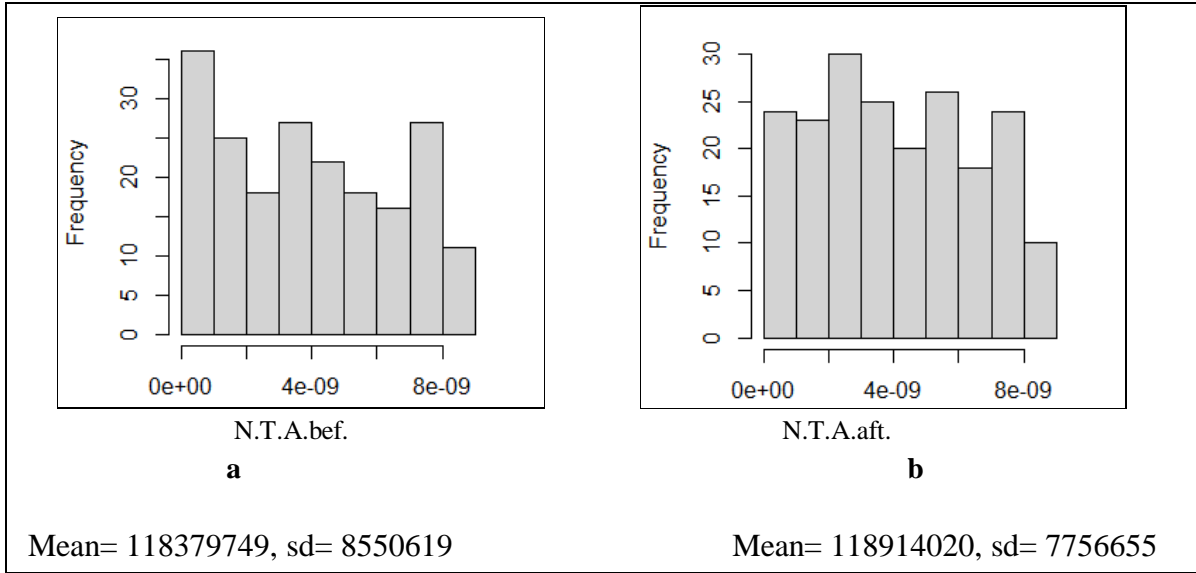 30
20
10
5
0
Frequency
0e+00 4e-09 8e-09
N.T.A.bef.
a
Mean= 118379749, sd= 8550619
30
25
20
15
10
5
0
Frequency
0e+00 4e-09 8e-09
N.T.A.aft.
b
Mean= 118914020, sd= 7756655